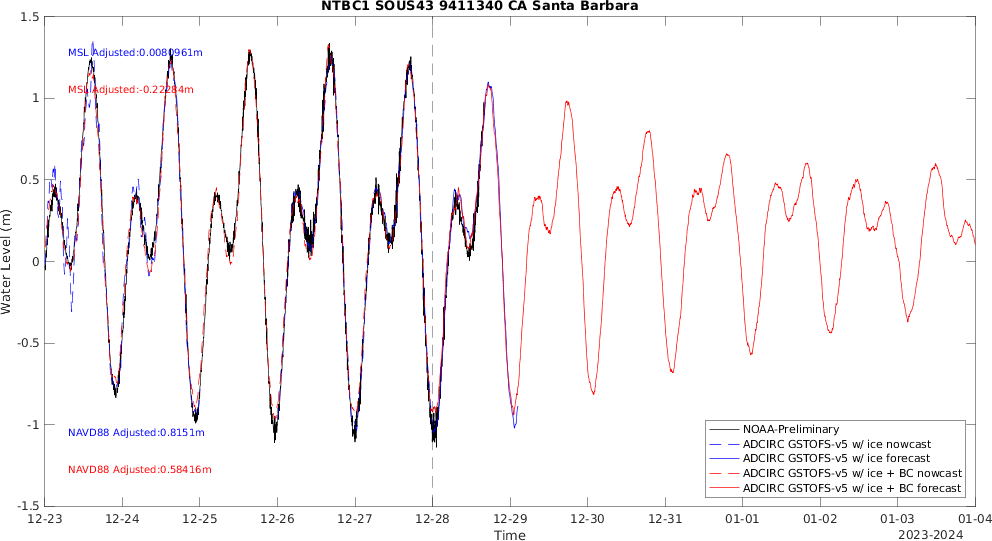 NTBC1 SOUS43 9411340 CA Santa Barbara
1.5
1
0.5
0
-0.5
-1
-1.5
Water Level (m)
MSL Adjusted:0.0080961m
MSL Adjusted:-0.22284m
NAVD88 Adjusted:0.8151m
NAVD88 Adjusted:0.58416m
NOAA-Preliminary
ADCIRC GSTOFS-v5 w/ ice nowcast
ADCIRC GSTOFS-v5 w/ ice forecast
ADCIRC GSTOFS-v5 w/ ice + BC nowcast
ADCIRC GSTOFS-v5 w/ ice + BC forecast
12-23 12-24 12-25 12-26 12-27 12-28 12-29 12-30 12-31 01-01 01-02 01-03 01-04
Time
2023-2024